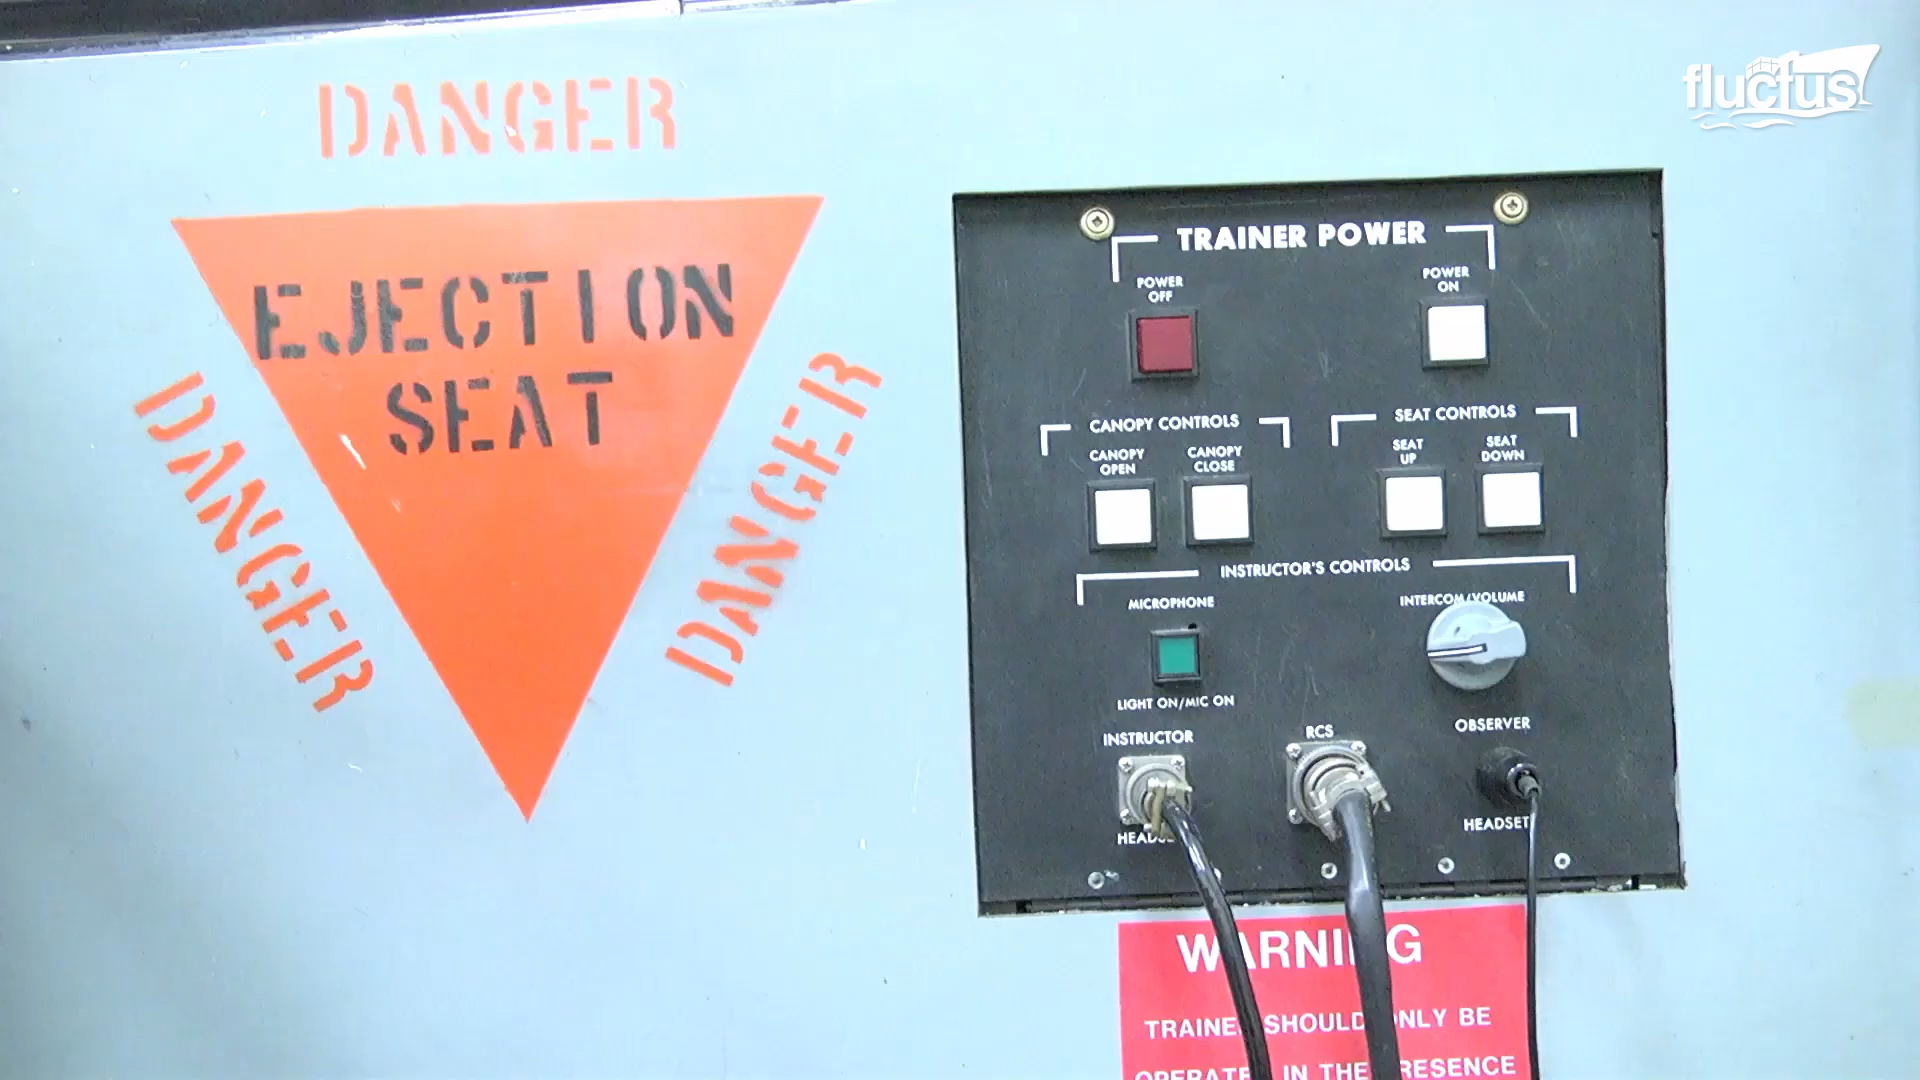 fluctus
DANGER
EJECTION
SEAT
DANGER
DANGER
TRAINER POWER
POWER
OFF
POWER
ON
CANOPY CONTROLS
CANOPY
OPEN
CANOPY
CLOSE
SEAT CONTROLS
SEAT
UP
SEAT
DOWN
INSTRUCTOR'S CONTROLS
MICROPHONE
LIGHT ON/MIC ON
INTERCOM/VOLUME
INSTRUCTOR
HEADSET
RCS
OBSERVER
HEADSET
WARNING
TRAINER SHOULD ONLY BE
OPERATED IN THE PRESENCE